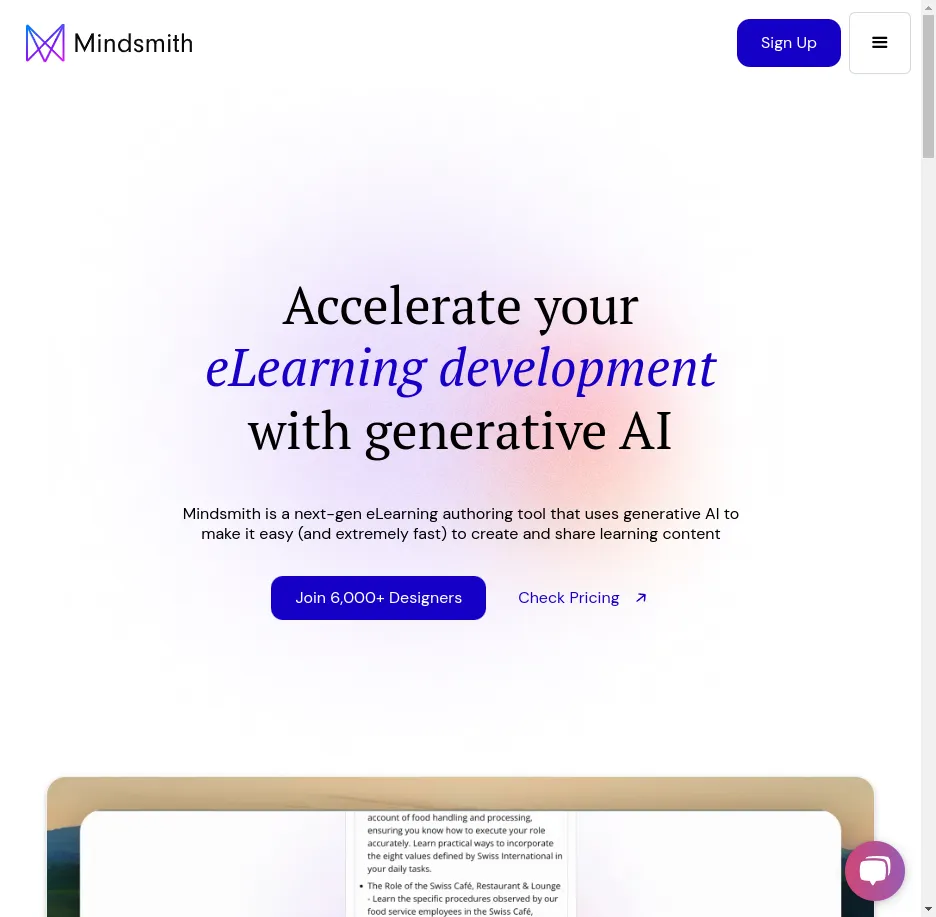 Mindsmith
Sign Up
Accelerate your
eLearning development
with generative AI
Mindsmith is a next-gen eLearning authoring tool that uses generative AI to
make it easy (and extremely fast) to create and share learning content
Join 6,000+ Designers
Check Pricing
account of food handling and processing,
ensuring you know how to execute your role
accurately. Learn practical ways to incorporate
the eight values defined by Swiss International in
your daily tasks.
• The Role of the Swiss Café, Restaurant & Lounge
- Learn the specific procedures observed by our
food service employees in the Swiss Café,